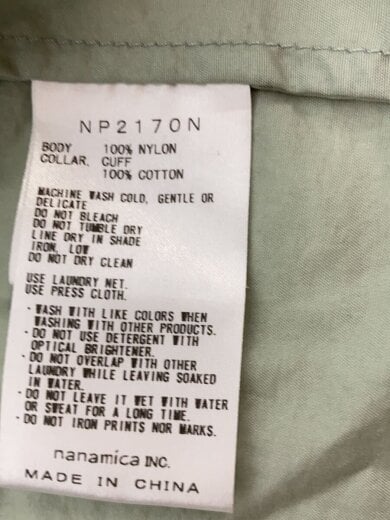 NP2170N
BODY 100% NYLON
COLLAR, CUFF
100% COTTON
MACHINE WASH COLD, GENTLE OR
DELICATE
DO NOT BLEACH
DO NOT TUMBLE DRY
LINE DRY IN SHADE
IRON, LOW
DO NOT DRY CLEAN
USE LAUNDRY NET.
USE PRESS CLOTH.
・WASH WITH LIKE COLORS WHEN
WASHING WITH OTHER PRODUCTS.
・DO NOT USE DETERGENT WITH
OPTICAL BRIGHTENER.
・DO NOT OVERLAP WITH OTHER
LAUNDRY WHILE LEAVING SOAKED
IN WATER.
・DO NOT LEAVE IT WET WITH WATER
OR SWEAT FOR A LONG TIME.
・DO NOT IRON PRINTS NOR MARKS.
nanamica INC.
MADE IN CHINA